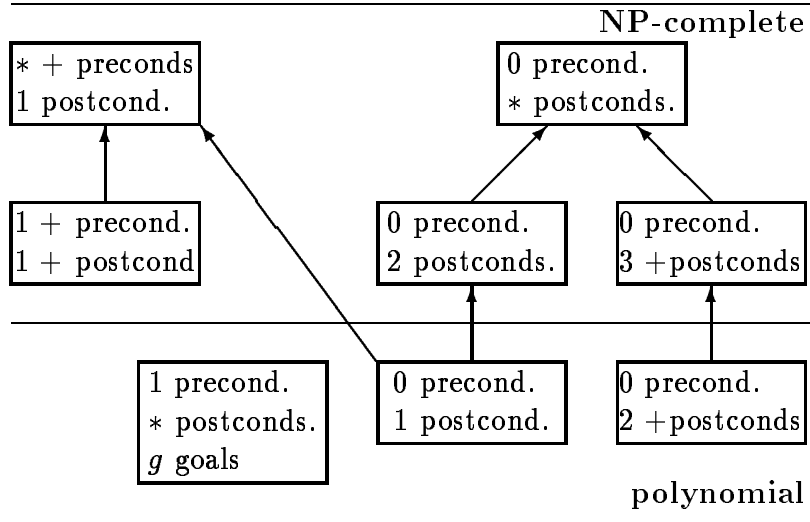 NP-complete
* + preconds
1 postcond.
0 precond.
* postconds.
1 + precond.
1 + postcond
0 precond.
2 postconds.
0 precond.
3 +postconds
1 precond.
* postconds.
g goals
0 precond.
1 postcond.
0 precond.
2 +postconds
polynomial